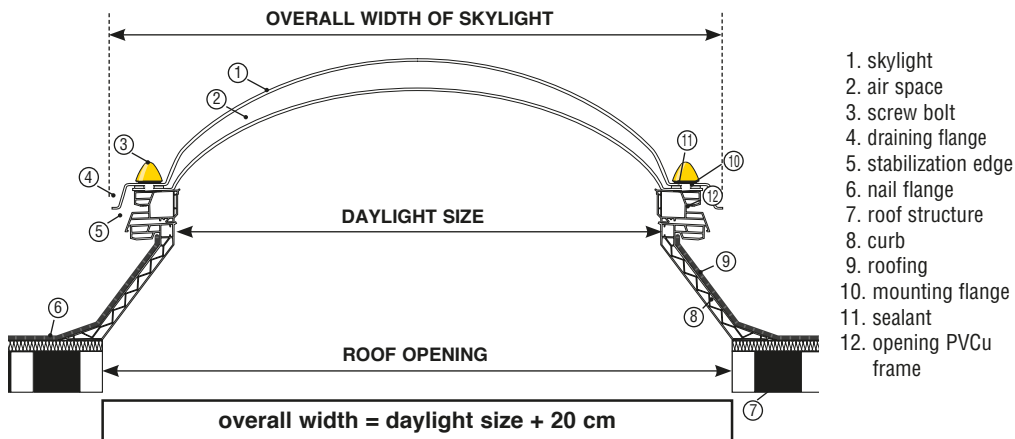 OVERALL WIDTH OF SKYLIGHT
1
2
3
4
5
11
10
12
DAYLIGHT SIZE
9
8
6
ROOF OPENING
7
overall width = daylight size + 20 cm
1. skylight
2. air space
3. screw bolt
4. draining flange
5. stabilization edge
6. nail flange
7. roof structure
8. curb
9. roofing
10. mounting flange
11. sealant
12. opening PVCu
frame